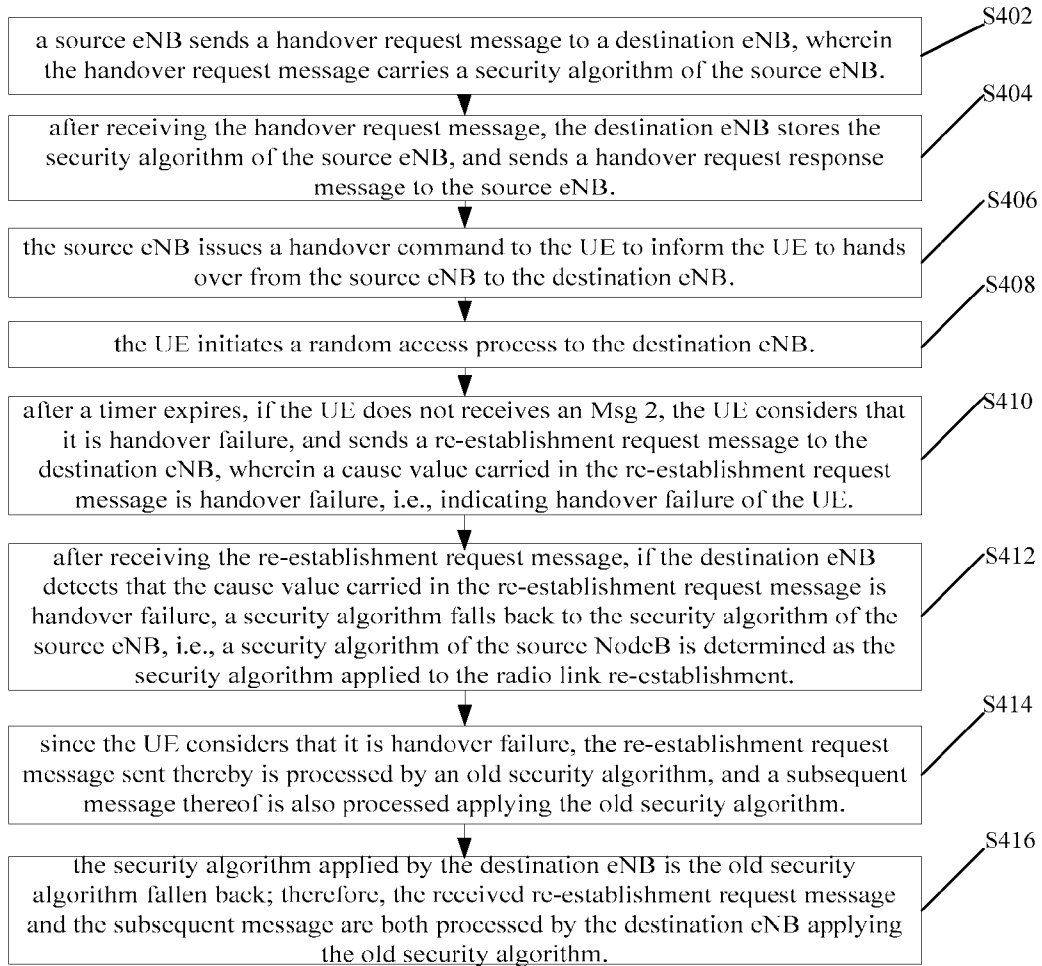 S402
a source eNB sends a handover request message to a destination eNB, wherein
the handover request message carries a security algorithm of the source eNB.
S404
after receiving the handover request message, the destination eNB stores the
security algorithm of the source eNB, and sends a handover request response
message to the source eNB.
S406
the source eNB issues a handover command to the UE to inform the UE to hands
over from the source eNB to the destination eNB.
S408
the UE initiates a random access process to the destination eNB.
S410
after a timer expires, if the UE does not receives an Msg 2, the UE considers that
it is handover failure, and sends a re-establishment request message to the
destination eNB, wherein a cause value carried in the re-establishment request
message is handover failure, i.e., indicating handover failure of the UE.
S412
after receiving the re-establishment request message, if the destination eNB
detects that the cause value carried in the re-establishment request message is
handover failure, a security algorithm falls back to the security algorithm of the
source eNB, i.e., a security algorithm of the source NodeB is determined as the
security algorithm applied to the radio link re-establishment.
S414
since the UE considers that it is handover failure, the re-establishment request
message sent thereby is processed by an old security algorithm, and a subsequent
message thereof is also processed applying the old security algorithm.
S416
the security algorithm applied by the destination eNB is the old security
algorithm fallen back; therefore, the received re-establishment request message
and the subsequent message are both processed by the destination eNB applying
the old security algorithm.